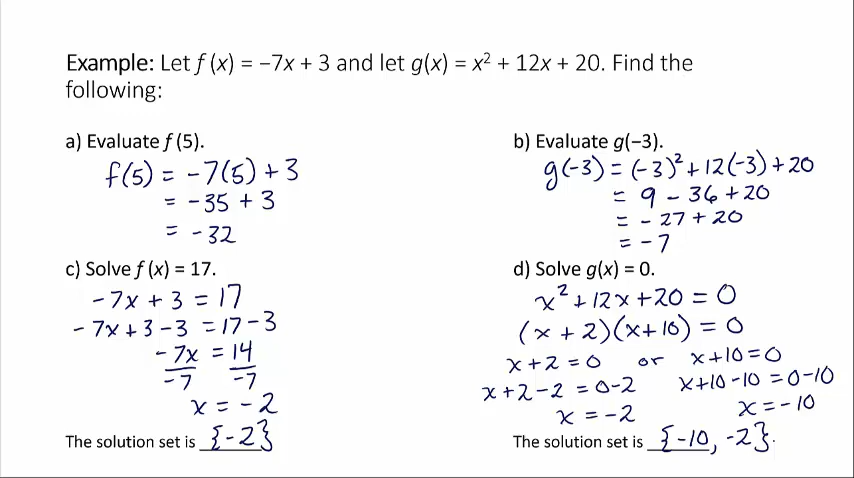 Example: Let f (x) = −7x + 3 and let g(x) = x² + 12x + 20. Find the
following:
a) Evaluate f (5).
f(5) = -7(5) + 3
= -35 + 3
= -32
b) Evaluate g(−3).
g(-3) = (-3)² + 12(-3) + 20
= 9 - 36 + 20
= -27 + 20
= -7
c) Solve f (x) = 17.
-7x + 3 = 17
-7x + 3 - 3 = 17 - 3
-7x = 14
-7 -7
x = -2
The solution set is {-2}
d) Solve g(x) = 0.
x² + 12x + 20 = 0
(x + 2)(x + 10) = 0
x + 2 = 0 or x + 10 = 0
x + 2 - 2 = 0 - 2 x + 10 - 10 = 0 - 10
x = -2 x = -10
The solution set is {-10, -2}.